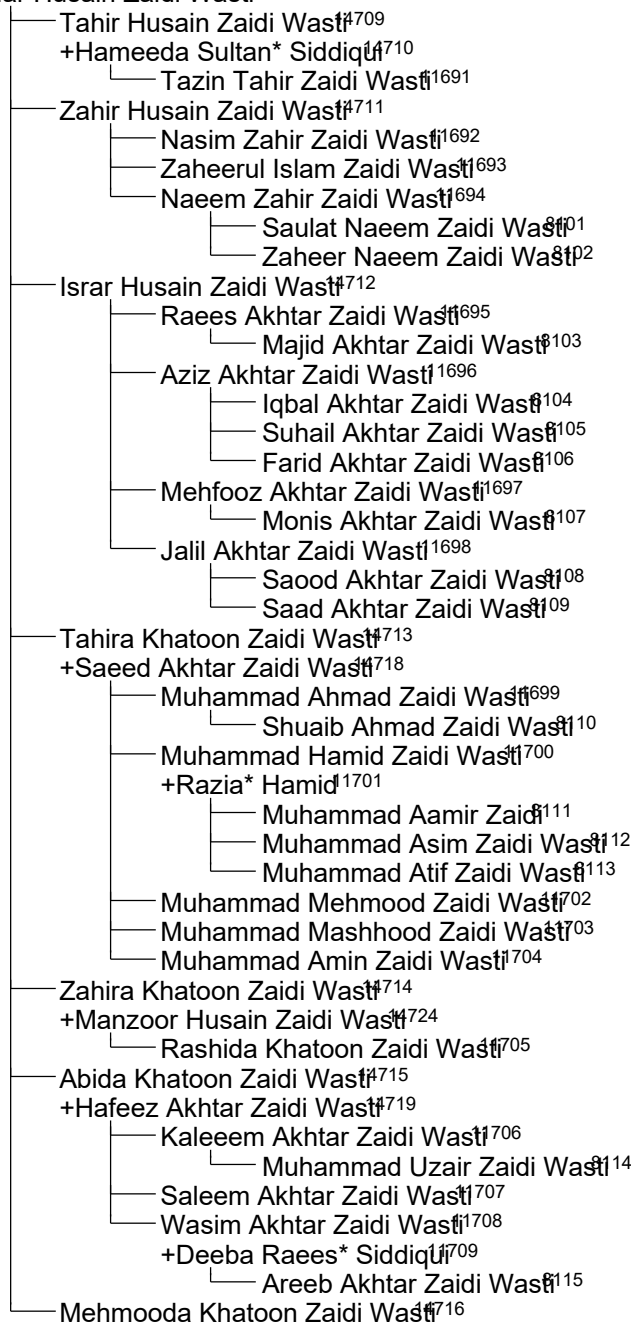 Husain Zaidi Wasti
Tahir Husain Zaidi Wasti14709
+Hameeda Sultan* Siddiqui14710
Tazin Tahir Zaidi Wasti11691
Zahir Husain Zaidi Wasti14711
Nasim Zahir Zaidi Wasti11692
Zaheerul Islam Zaidi Wasti11693
Naeem Zahir Zaidi Wasti11694
Saulat Naeem Zaidi Wasti8101
Zaheer Naeem Zaidi Wasti8102
Israr Husain Zaidi Wasti14712
Raees Akhtar Zaidi Wasti11695
Majid Akhtar Zaidi Wasti8103
Aziz Akhtar Zaidi Wasti11696
Iqbal Akhtar Zaidi Wasti8104
Suhail Akhtar Zaidi Wasti8105
Farid Akhtar Zaidi Wasti8106
Mehfooz Akhtar Zaidi Wasti11697
Monis Akhtar Zaidi Wasti8107
Jalil Akhtar Zaidi Wasti11698
Saood Akhtar Zaidi Wasti8108
Saad Akhtar Zaidi Wasti8109
Tahira Khatoon Zaidi Wasti14713
+Saeed Akhtar Zaidi Wasti14718
Muhammad Ahmad Zaidi Wasti11699
Shuaib Ahmad Zaidi Wasti8110
Muhammad Hamid Zaidi Wasti11700
+Razia* Hamid11701
Muhammad Aamir Zaidi8111
Muhammad Asim Zaidi Wasti8112
Muhammad Atif Zaidi Wasti8113
Muhammad Mehmood Zaidi Wasti11702
Muhammad Mashhood Zaidi Wasti11703
Muhammad Amin Zaidi Wasti11704
Zahira Khatoon Zaidi Wasti14714
+Manzoor Husain Zaidi Wasti14724
Rashida Khatoon Zaidi Wasti11705
Abida Khatoon Zaidi Wasti14715
+Hafeez Akhtar Zaidi Wasti14719
Kaleeem Akhtar Zaidi Wasti11706
Muhammad Uzair Zaidi Wasti8114
Saleem Akhtar Zaidi Wasti11707
Wasim Akhtar Zaidi Wasti11708
+Deeba Raees* Siddiqui11709
Areeb Akhtar Zaidi Wasti8115
Mehmooda Khatoon Zaidi Wasti14716